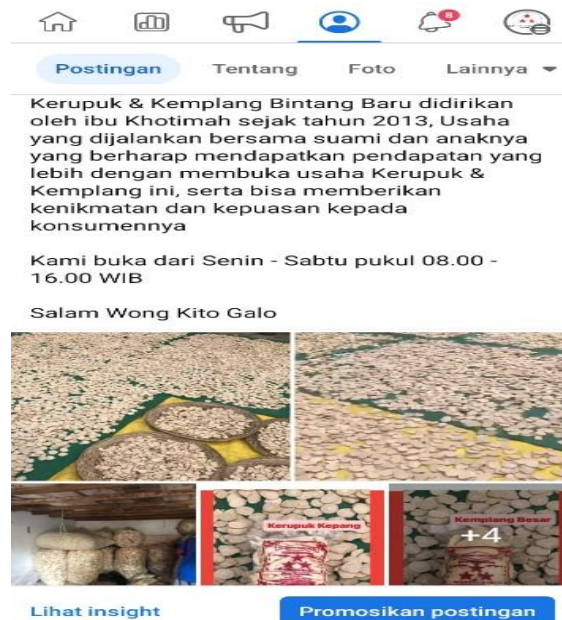 8
Postingan Tentang Foto Lainnya
Kerupuk & Kemplang Bintang Baru didirikan
oleh ibu Khotimah sejak tahun 2013, Usaha
yang dijalankan bersama suami dan anaknya
yang berharap mendapatkan pendapatan yang
lebih dengan membuka usaha Kerupuk &
Kemplang ini, serta bisa memberikan
kenikmatan dan kepuasan kepada
konsumennya
Kami buka dari Senin - Sabtu pukul 08.00 -
16.00 WIB
Salam Wong Kito Galo
Kerupuk Kepang
Kemplang Besar
+4
Lihat insight Promosikan postingan